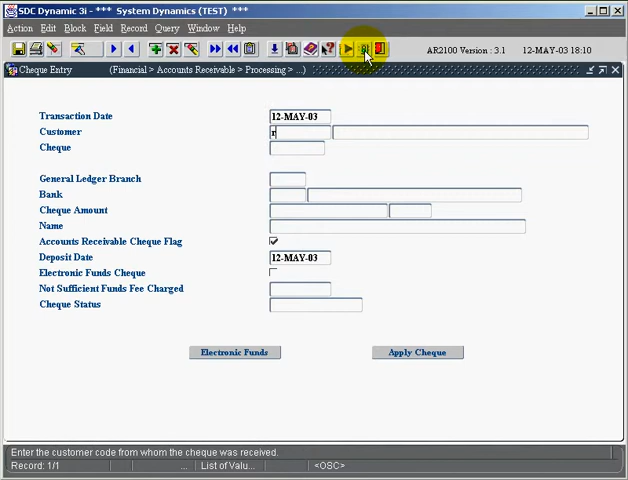 SDC Dynamic 3i - *** System Dynamics (TEST) ***
Action Edit Block Field Record Query Window Help
AR2100 Version : 3.1 12-MAY-03 18:10
Cheque Entry (Financial > Accounts Receivable > Processing > ...)
Transaction Date 12-MAY-03
Customer r
Cheque
General Ledger Branch
Bank
Cheque Amount
Name
Accounts Receivable Cheque Flag
Deposit Date 12-MAY-03
Electronic Funds Cheque
Not Sufficient Funds Fee Charged
Cheque Status
Electronic Funds Apply Cheque
Enter the customer code from whom the cheque was received.
Record: 1/1 ... List of Valu... <OSC>